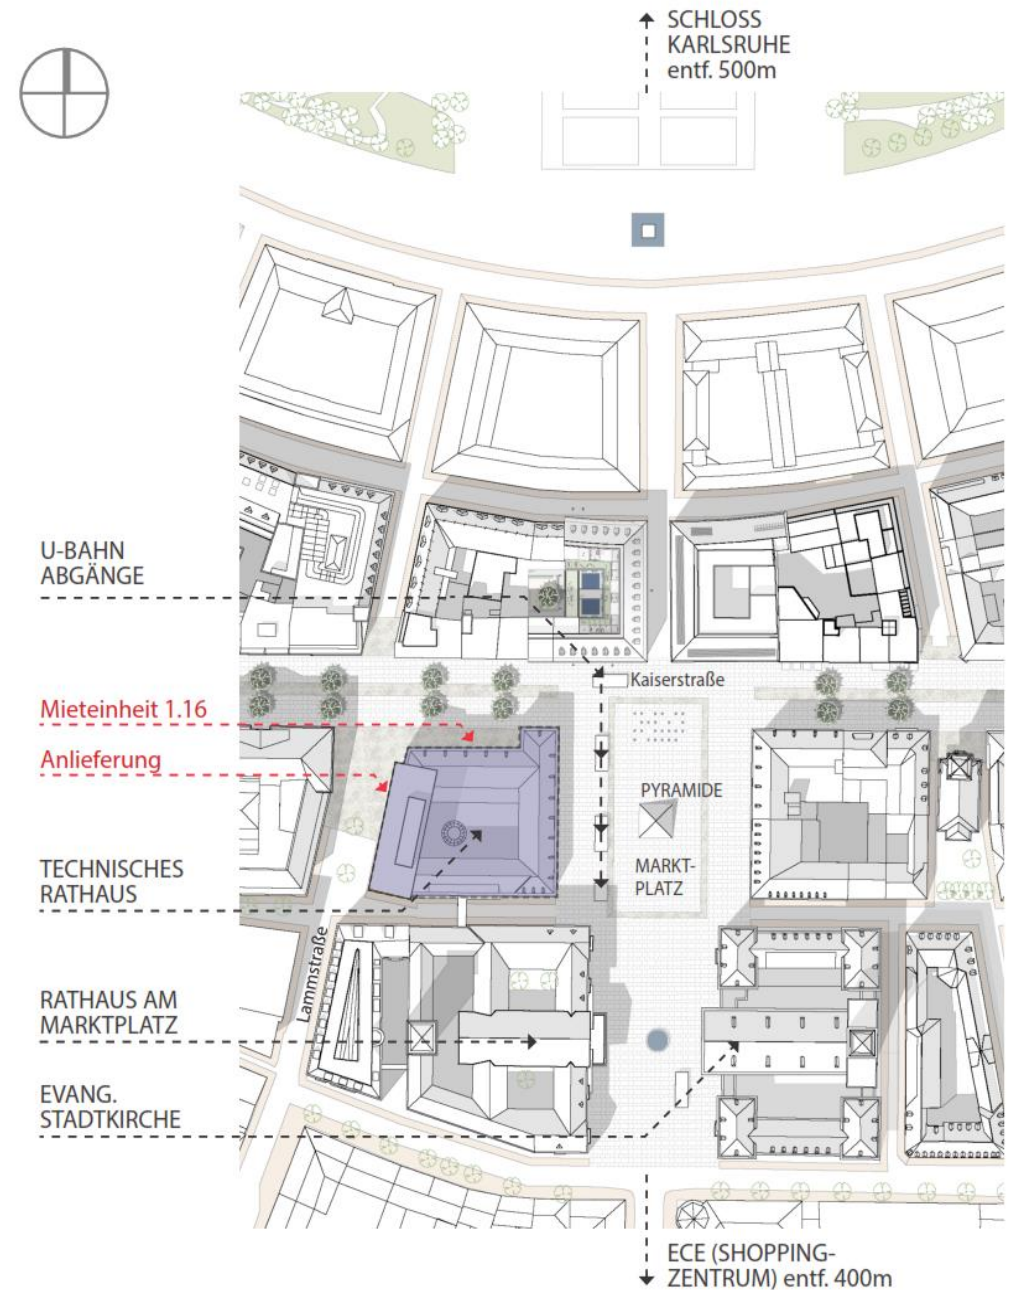 SCHLOSS
KARLSRUHE
entf. 500m
U-BAHN
ABGÄNGE
Kaiserstraße
Mieteinheit 1.16
Anlieferung
PYRAMIDE
MARKT-
PLATZ
TECHNISCHES
RATHAUS
Lammstraße
RATHAUS AM
MARKTPLATZ
EVANG.
STADTKIRCHE
ECE (SHOPPING-
ZENTRUM) entf. 400m